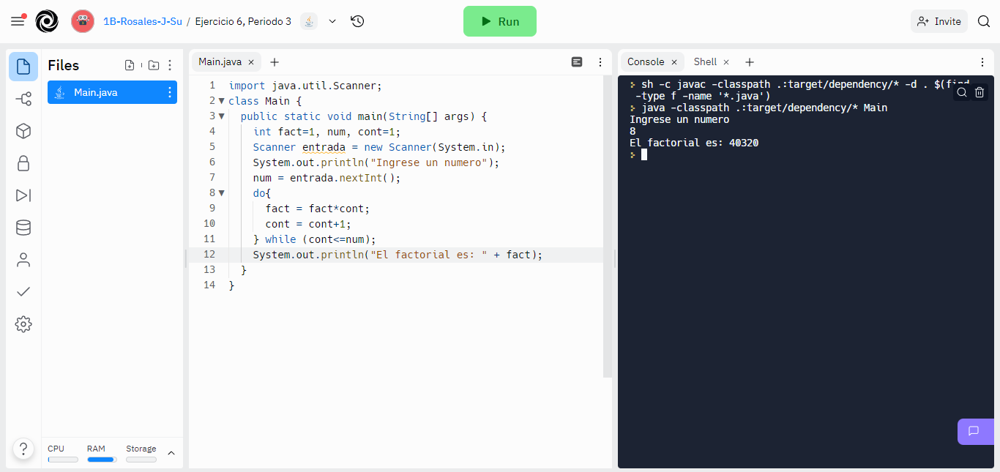 1B-Rosales-J-Su / Ejercicio 6, Periodo 3
Run
Invite
Files
Main.java
CPU RAM Storage
?
Main.java × +
1 import java.util.Scanner;
2 class Main {
3 public static void main(String[] args) {
4 int fact=1, num, cont=1;
5 Scanner entrada = new Scanner(System.in);
6 System.out.println("Ingrese un numero");
7 num = entrada.nextInt();
8 do{
9 fact = fact*cont;
10 cont = cont+1;
11 } while (cont<=num);
12 System.out.println("El factorial es: " + fact);
13 }
14 }
Console × Shell × +
sh -c javac -classpath .:target/dependency/* -d . $(find
-type f -name '*.java')
java -classpath .:target/dependency/* Main
Ingrese un numero
8
El factorial es: 40320